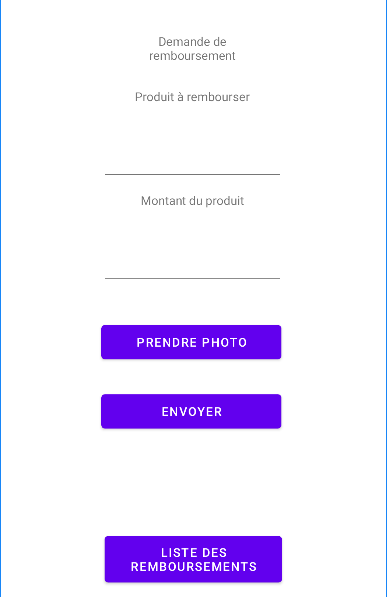 Demande de
remboursement
Produit à rembourser
Montant du produit
PRENDRE PHOTO
ENVOYER
LISTE DES
REMBOURSEMENTS